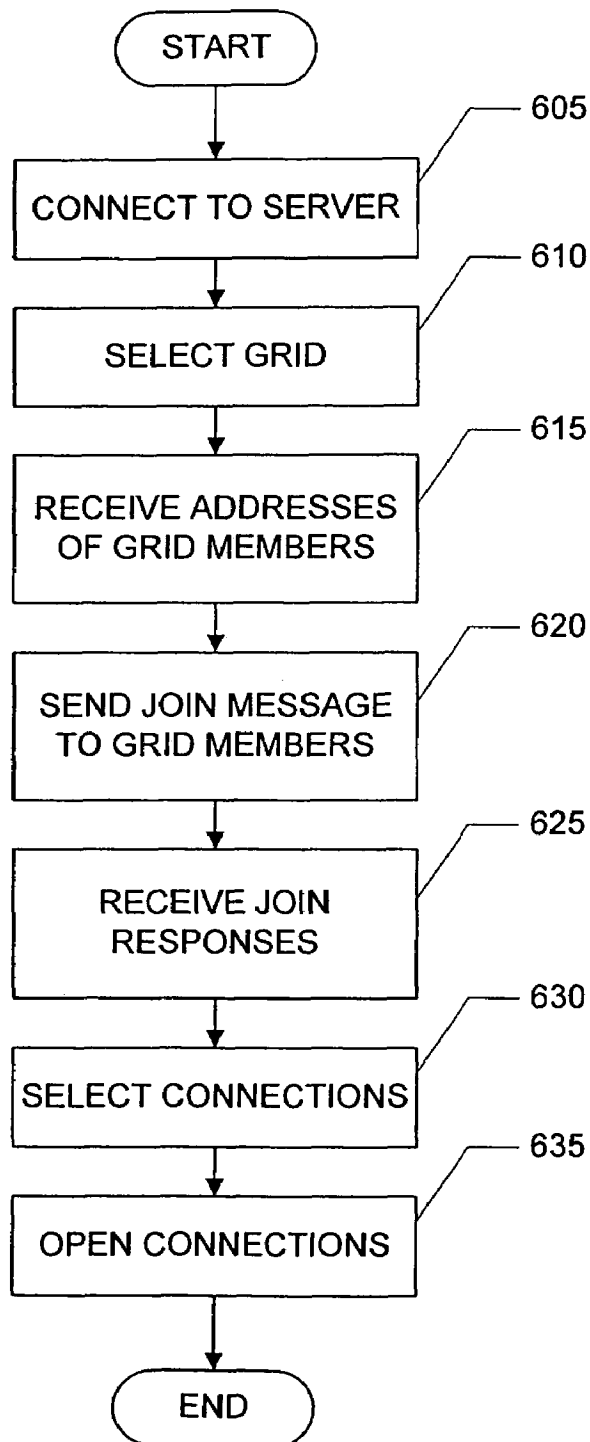 START
605
CONNECT TO SERVER
610
SELECT GRID
615
RECEIVE ADDRESSES
OF GRID MEMBERS
620
SEND JOIN MESSAGE
TO GRID MEMBERS
625
RECEIVE JOIN
RESPONSES
630
SELECT CONNECTIONS
635
OPEN CONNECTIONS
END